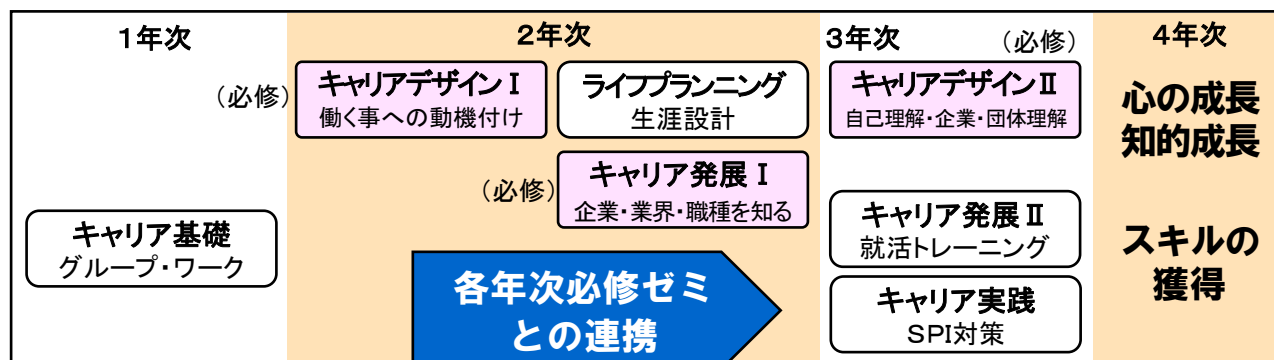 1年次
キャリア基礎
グループ・ワーク
2年次
(必修)
キャリアデザインⅠ
働く事への動機付け
ライフプランニング
生涯設計
(必修)
キャリア発展Ⅰ
企業・業界・職種を知る
各年次必修ゼミ
との連携
3年次
(必修)
キャリアデザインⅡ
自己理解・企業・団体理解
キャリア発展Ⅱ
就活トレーニング
キャリア実践
SPI対策
4年次
心の成長
知的成長
スキルの
獲得